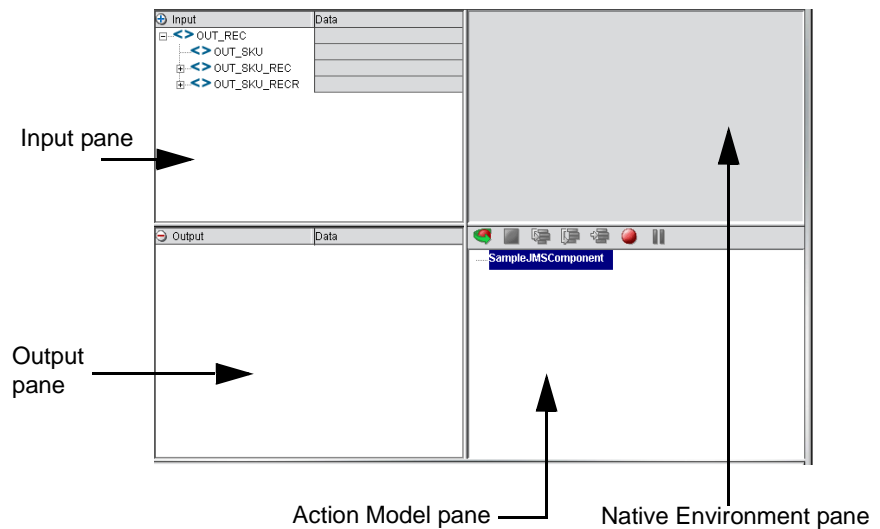 Input Data
OUT_REC
OUT_SKU
OUT_SKU_REC
OUT_SKU_RECR
Input pane
Output Data
SampleJMSComponent
Output
pane
Action Model pane
Native Environment pane